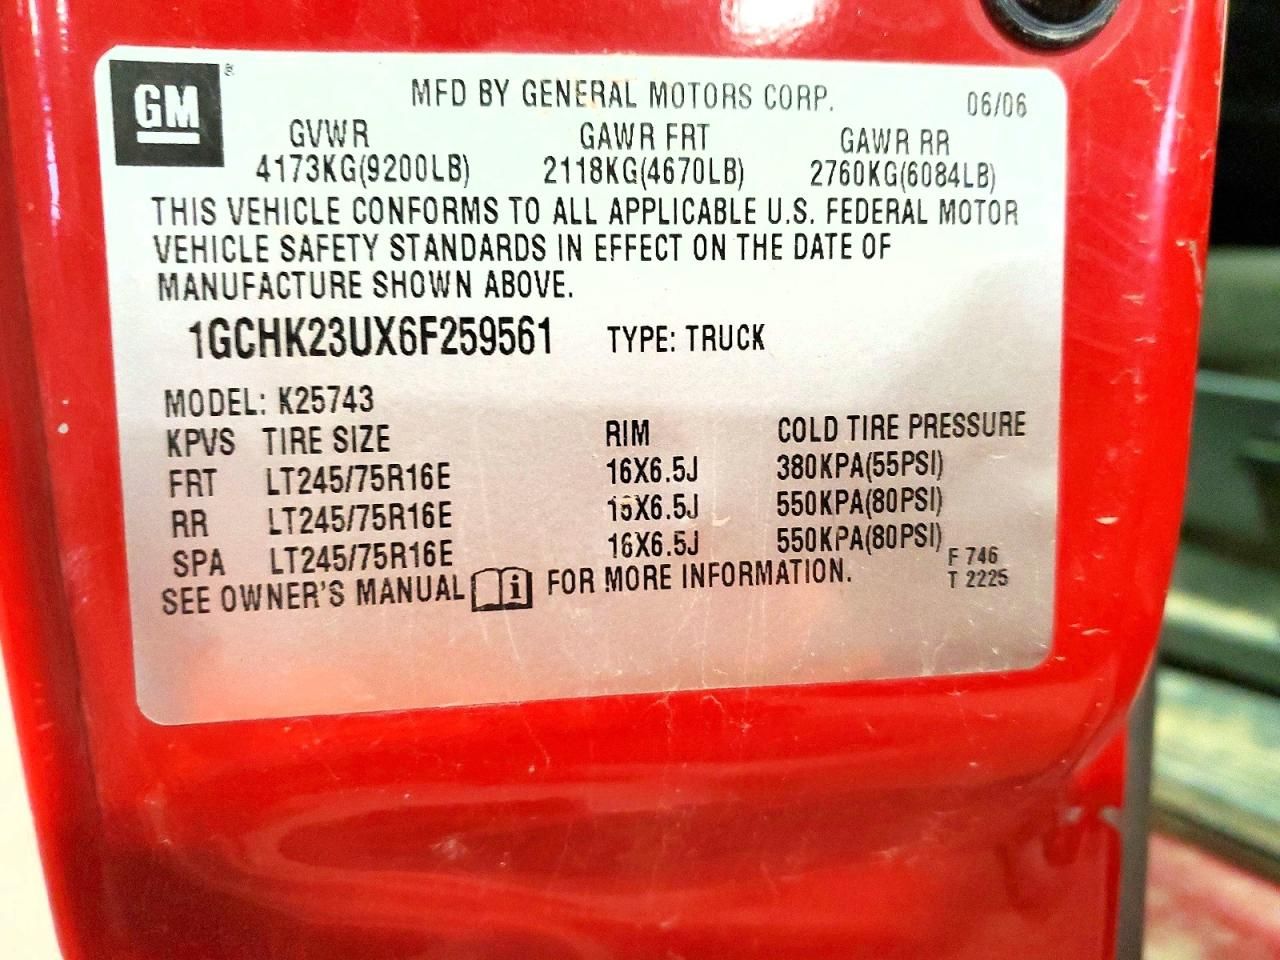 GM®
MFD BY GENERAL MOTORS CORP. 06/06
GVWR GAWR FRT GAWR RR
4173KG(9200LB) 2118KG(4670LB) 2760KG(6084LB)
THIS VEHICLE CONFORMS TO ALL APPLICABLE U.S. FEDERAL MOTOR
VEHICLE SAFETY STANDARDS IN EFFECT ON THE DATE OF
MANUFACTURE SHOWN ABOVE.
1GCHK23UX6F259561 TYPE: TRUCK
MODEL: K25743
KPVS TIRE SIZE RIM COLD TIRE PRESSURE
FRT LT245/75R16E 16X6.5J 380KPA(55PSI)
RR LT245/75R16E 16X6.5J 550KPA(80PSI)
SPA LT245/75R16E 16X6.5J 550KPA(80PSI)
SEE OWNER'S MANUAL i FOR MORE INFORMATION.
F 746
T 2225